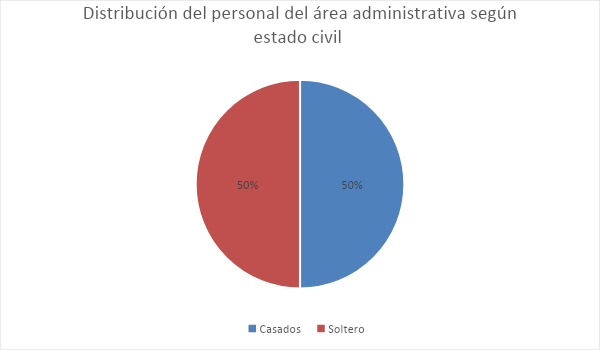 Distribución del personal del área administrativa según
estado civil
50%
50%
Casados
Soltero